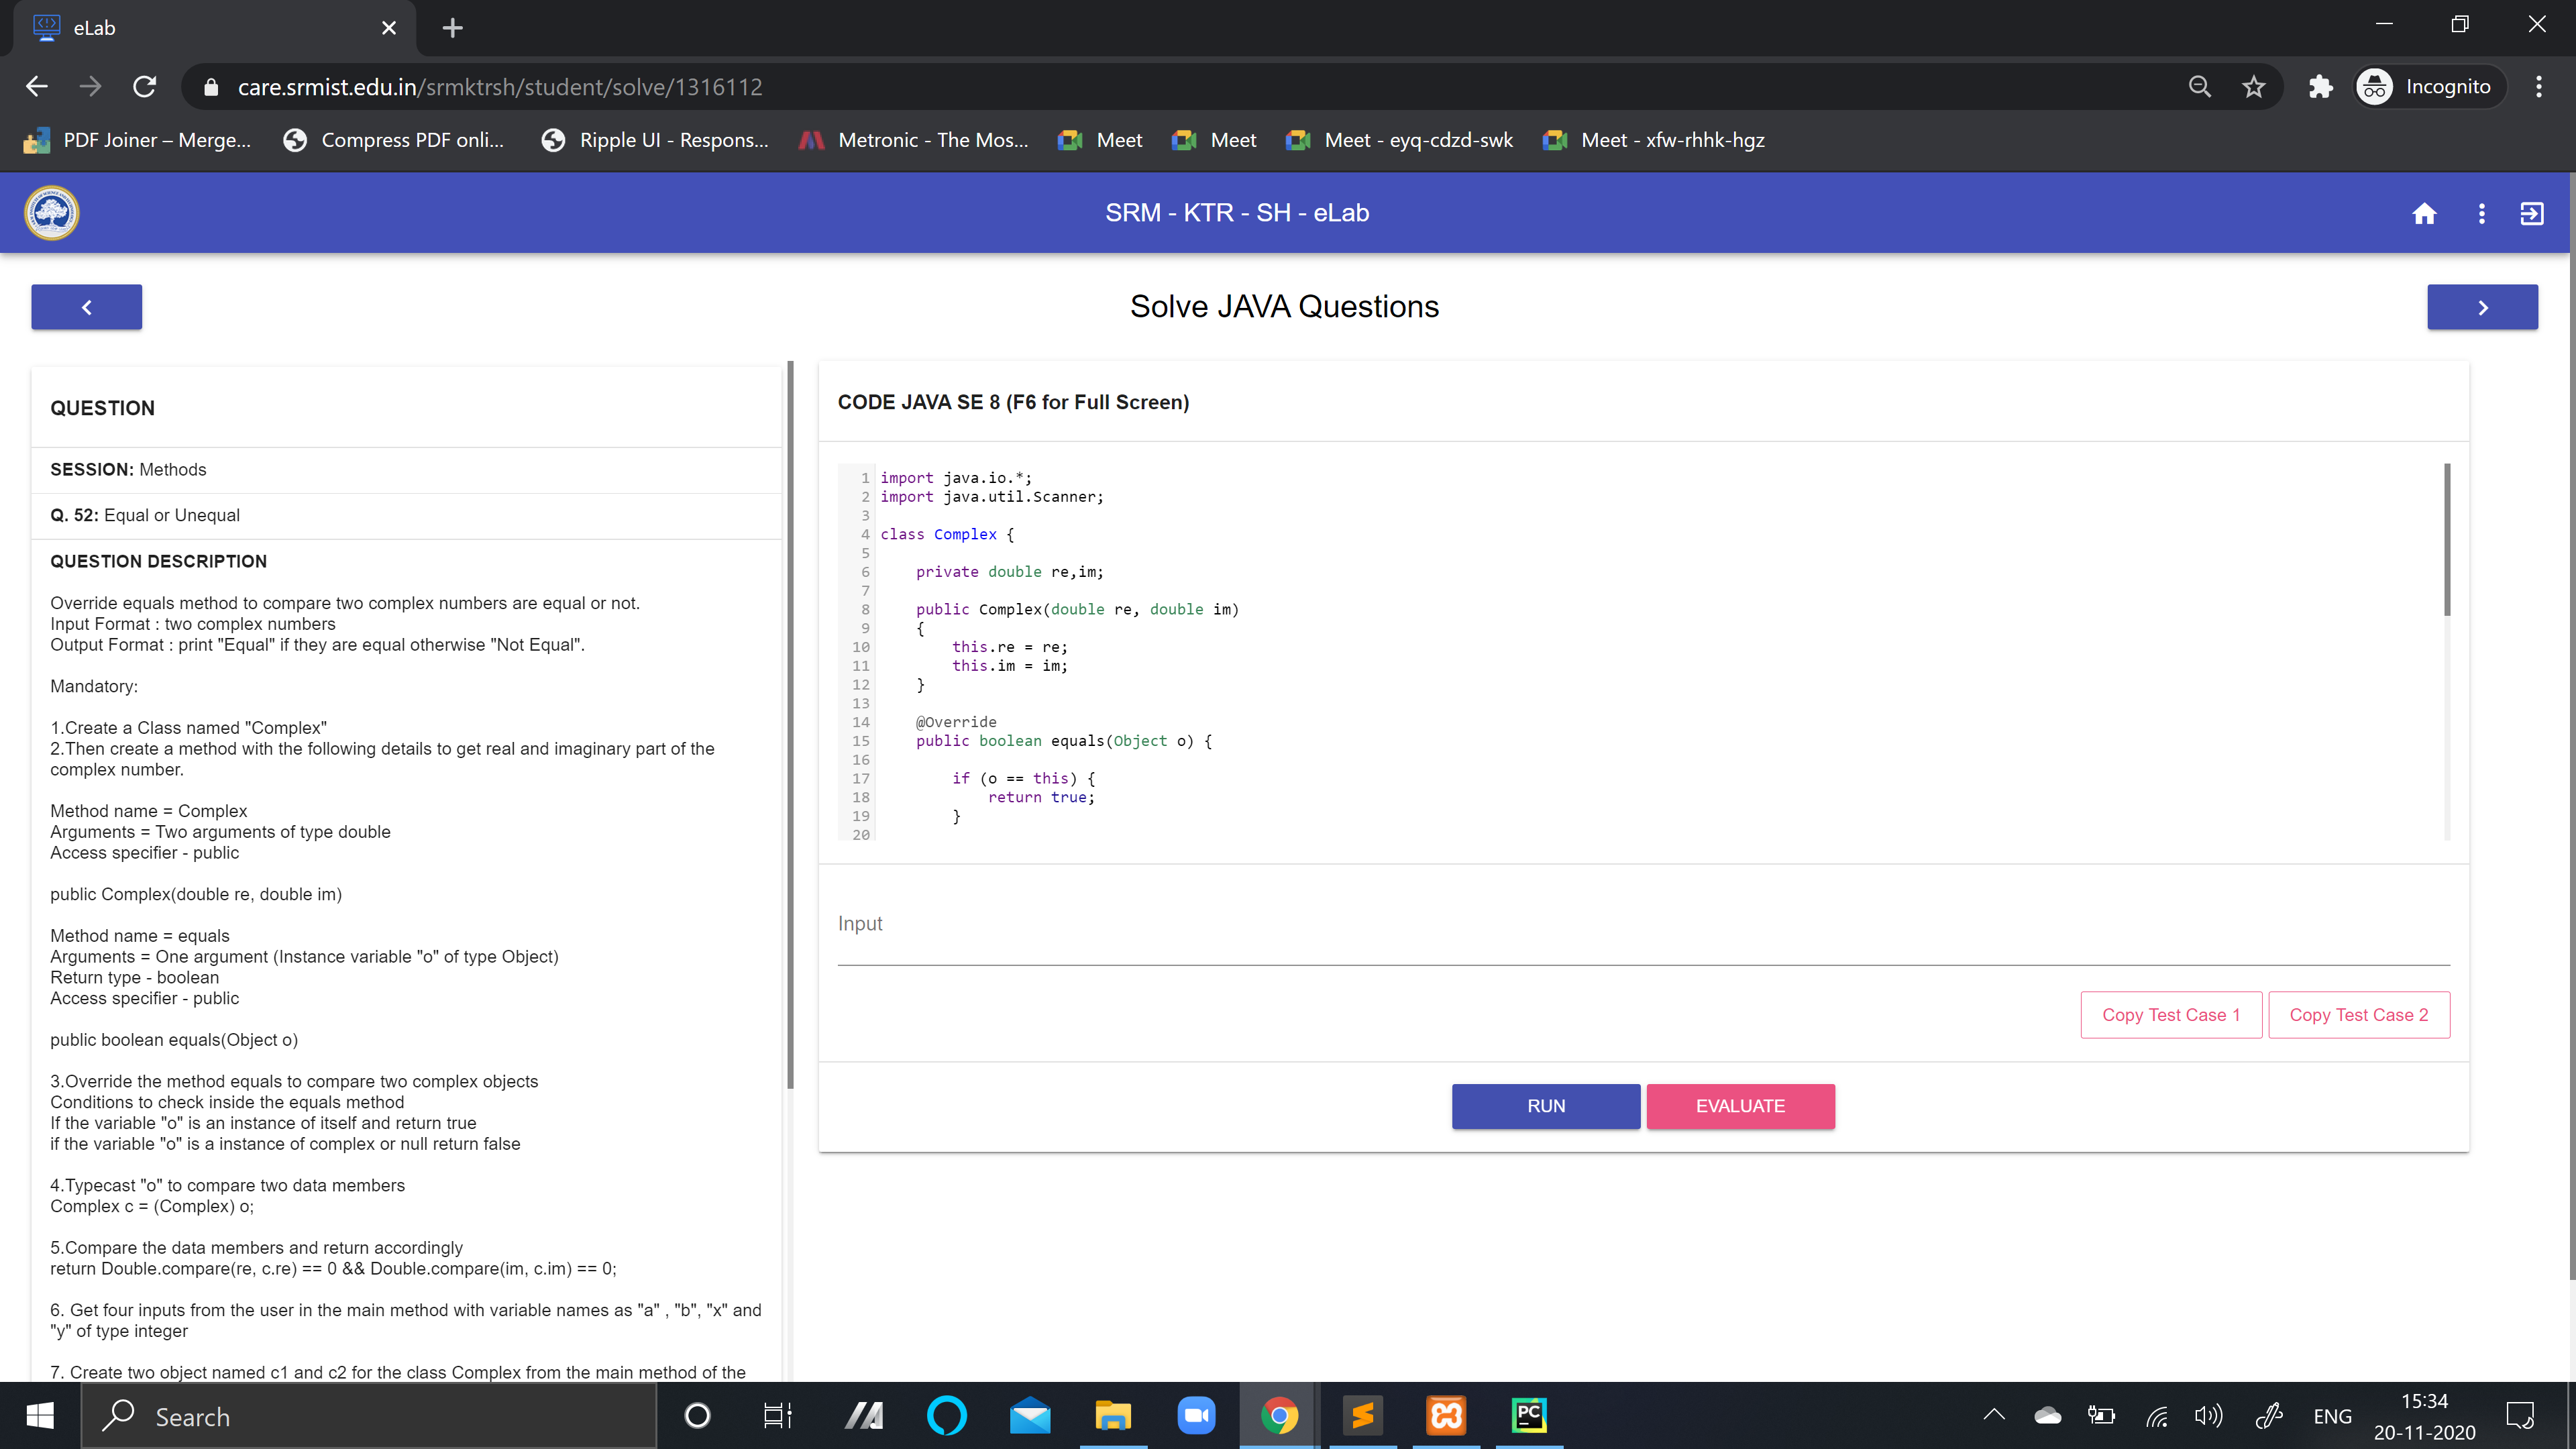 eLab
care.srmist.edu.in/srmktrsh/student/solve/1316112
Incognito
PDF Joiner – Merge...
Compress PDF onli...
Ripple UI - Respons...
Metronic - The Mos...
Meet
Meet
Meet - eyq-cdzd-swk
Meet - xfw-rhhk-hgz
SRM - KTR - SH - eLab
Solve JAVA Questions
QUESTION
SESSION: Methods
Q. 52: Equal or Unequal
QUESTION DESCRIPTION
Override equals method to compare two complex numbers are equal or not.
Input Format : two complex numbers
Output Format : print "Equal" if they are equal otherwise "Not Equal".
Mandatory:
1.Create a Class named "Complex"
2.Then create a method with the following details to get real and imaginary part of the
complex number.
Method name = Complex
Arguments = Two arguments of type double
Access specifier - public
public Complex(double re, double im)
Method name = equals
Arguments = One argument (Instance variable "o" of type Object)
Return type - boolean
Access specifier - public
public boolean equals(Object o)
3.Override the method equals to compare two complex objects
Conditions to check inside the equals method
If the variable "o" is an instance of itself and return true
if the variable "o" is a instance of complex or null return false
4.Typecast "o" to compare two data members
Complex c = (Complex) o;
5.Compare the data members and return accordingly
return Double.compare(re, c.re) == 0 && Double.compare(im, c.im) == 0;
6. Get four inputs from the user in the main method with variable names as "a" , "b", "x" and
"y" of type integer
7. Create two object named c1 and c2 for the class Complex from the main method of the
CODE JAVA SE 8 (F6 for Full Screen)
1 import java.io.*;
2 import java.util.Scanner;
3
4 class Complex {
5
6 private double re,im;
7
8 public Complex(double re, double im)
9 {
10 this.re = re;
11 this.im = im;
12 }
13
14 @Override
15 public boolean equals(Object o) {
16
17 if (o == this) {
18 return true;
19 }
20
Input
Copy Test Case 1
Copy Test Case 2
RUN
EVALUATE
Search
PC
ENG
15:34
20-11-2020